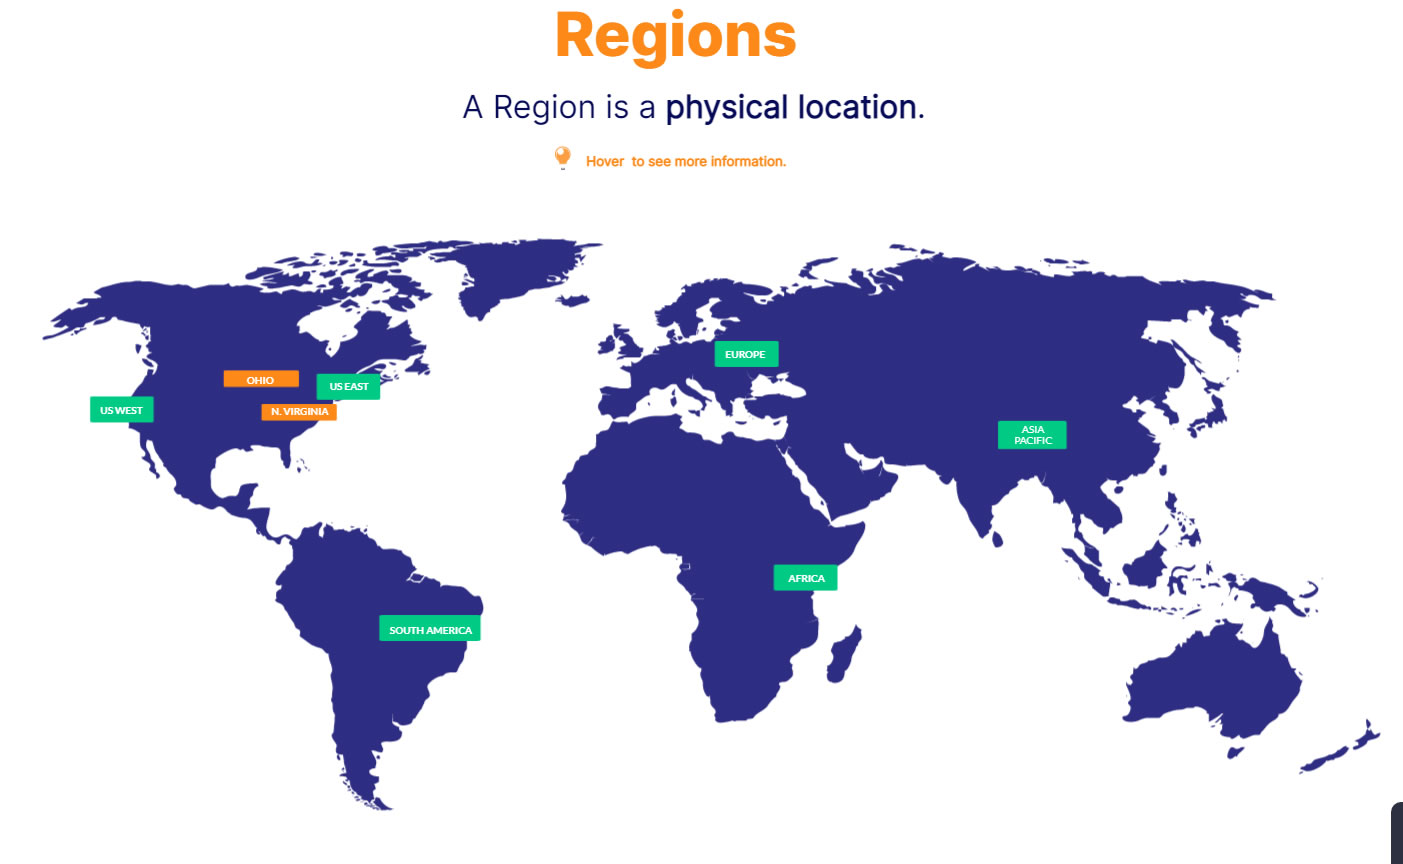 Regions
A Region is a physical location.
Hover to see more information.
EUROPE
OHIO
US EAST
US WEST
N. VIRGINIA
ASIA
PACIFIC
AFRICA
SOUTH AMERICA